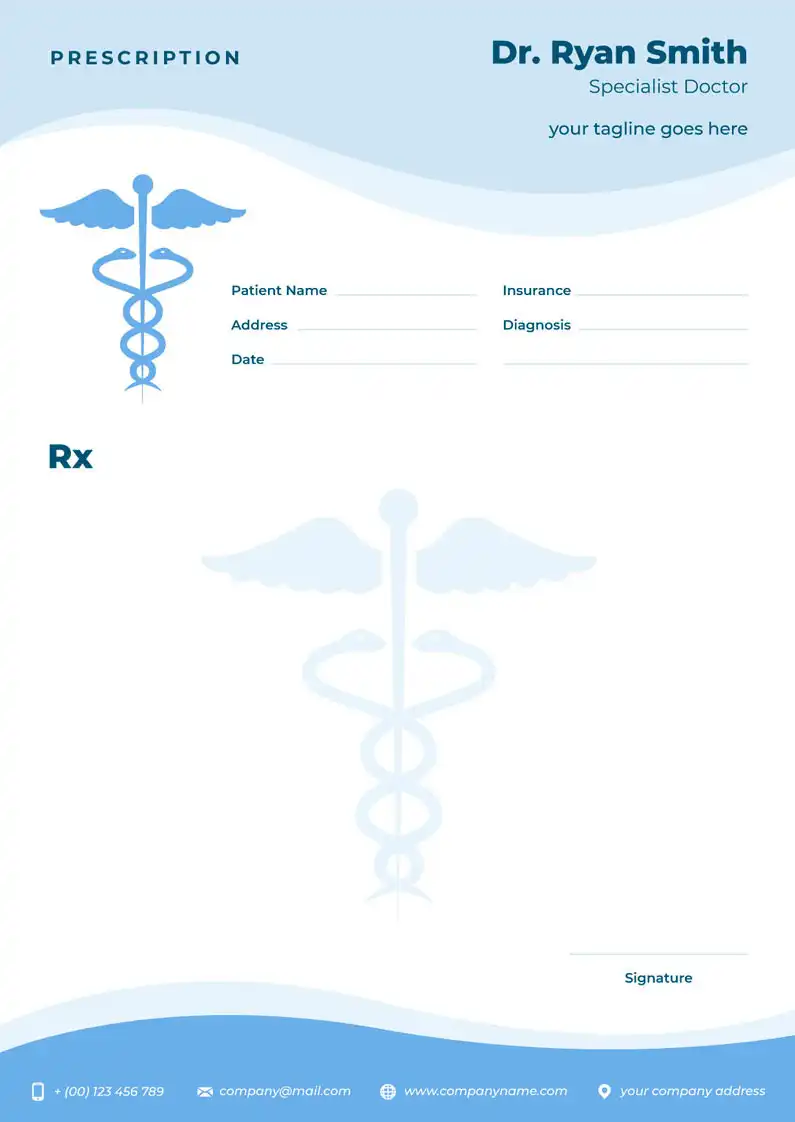 PRESCRIPTION
Dr. Ryan Smith
Specialist Doctor
your tagline goes here
Patient Name
Insurance
Address
Diagnosis
Date
Rx
Signature
+ (00) 123 456 789
company@mail.com
www.companyname.com
your company address